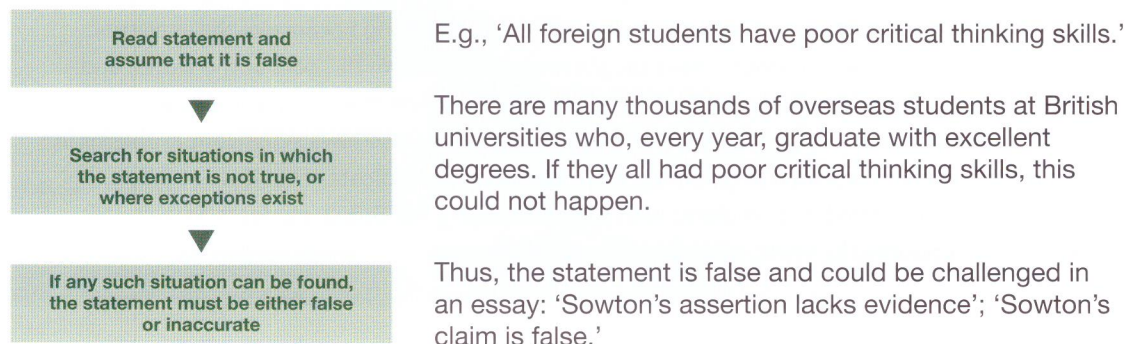 Read statement and
assume that it is false
E.g., ‘All foreign students have poor critical thinking skills.’
Search for situations in which
the statement is not true, or
where exceptions exist
There are many thousands of overseas students at British
universities who, every year, graduate with excellent
degrees. If they all had poor critical thinking skills, this
could not happen.
If any such situation can be found,
the statement must be either false
or inaccurate
Thus, the statement is false and could be challenged in
an essay: ‘Sowton’s assertion lacks evidence’; ‘Sowton’s
claim is false.’